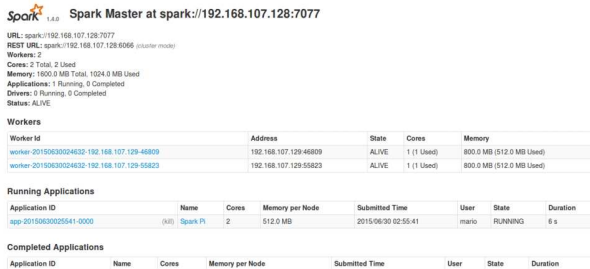 Spark 1.4.0 Spark Master at spark://192.168.107.128:7077
URL: spark://192.168.107.128:7077
REST URL: spark://192.168.107.128:6066 (cluster mode)
Workers: 2
Cores: 2 Total, 2 Used
Memory: 1600.0 MB Total, 1024.0 MB Used
Applications: 1 Running, 0 Completed
Drivers: 0 Running, 0 Completed
Status: ALIVE
Workers
Worker Id Address State Cores Memory
worker-20150630024632-192.168.107.129-46809 192.168.107.129:46809 ALIVE 1 (1 Used) 800.0 MB (512.0 MB Used)
worker-20150630024632-192.168.107.129-55823 192.168.107.129:55823 ALIVE 1 (1 Used) 800.0 MB (512.0 MB Used)
Running Applications
Application ID Name Cores Memory per Node Submitted Time User State Duration
app-20150630025541-0000 (kill) Spark Pi 2 512.0 MB 2015/06/30 02:55:41 mario RUNNING 6 s
Completed Applications
Application ID Name Cores Memory per Node Submitted Time User State Duration